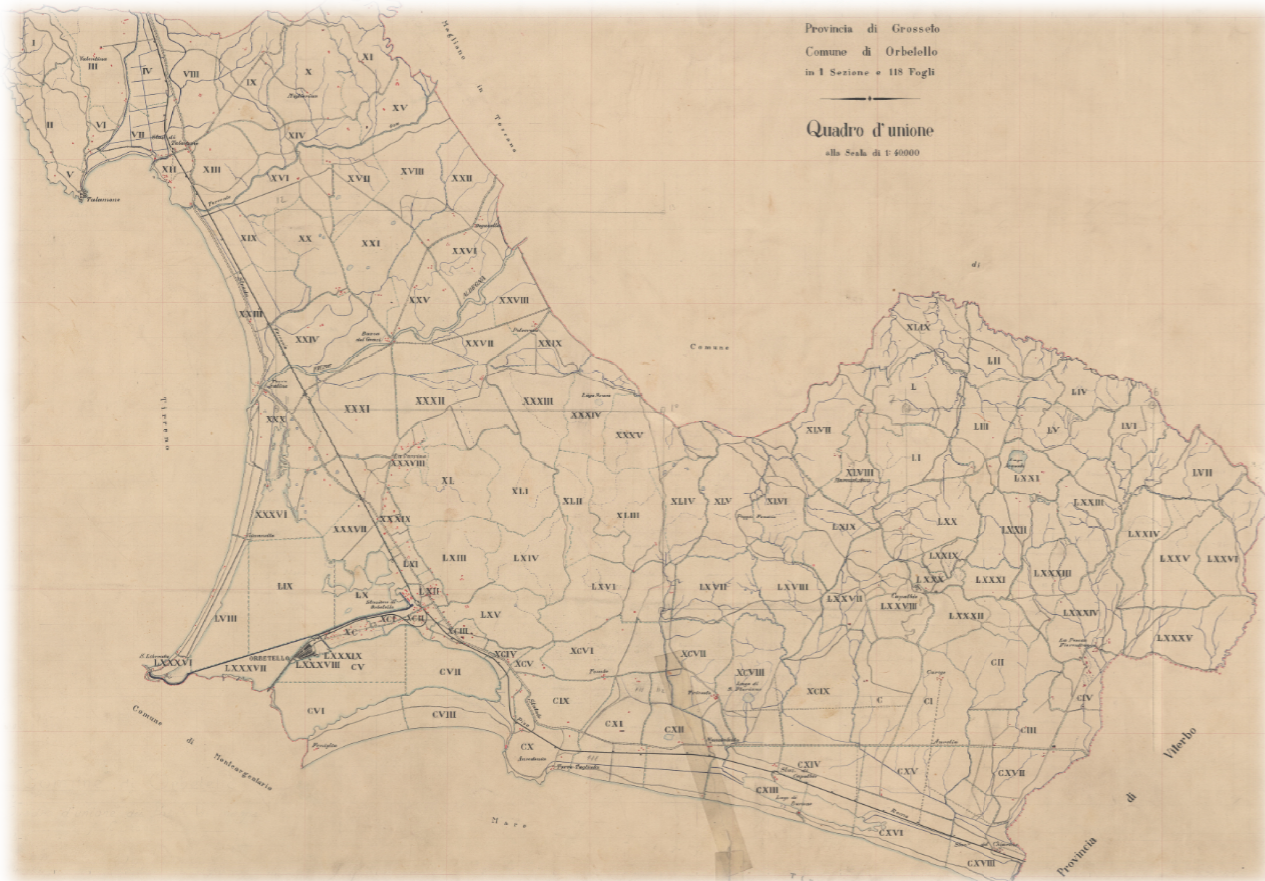 Provincia di Grosseto
Comune di Orbetello
in 1 Sezione e 118 Fogli
Quadro d'unione
alla Scala di 1:40000
Magliano
in
Toscana
di
Comune
Tirreno
Comune
di
Monteargentario
Mare
Provincia
di
Viterbo
I
III
IV
VIII
IX
X
XI
II
VI
VII
XV
XIV
V
XII
XIII
XVI
XVII
XVIII
XXII
Talamone
12
XIX
XX
XXI
XXVI
ALBEGNA
XXV
XXVIII
XXIII
XXIV
XXVII
XXIX
XLIX
LII
L
LIV
XXX
XXXI
XXXII
XXXIII
XXXIV
XXXV
XLVII
LIII
LV
LVI
XXXVIII
XL
XLI
XLII
XLIII
XLIV
XLV
XLVI
XLVIII
LI
LXXI
LVII
LXXIII
XXXVI
XXXVII
XXXIX
LXIX
LXX
LXXII
LXXIV
LXIII
LXIV
LXI
LIX
LX
LXII
LXV
LXVI
LXVII
LXVIII
LXXVII
LXXVIII
LXXIX
LXXX
LXXXI
LXXXIII
LXXV
LXXVI
LVIII
XC
XCI
XCII
XCIII
LXXXII
LXXXIV
LXXXV
ORBETELLO
LXXXVI
LXXXVII
LXXXVIII
LXXXIX
CV
CVII
XCIV
XCV
XCVI
XCVII
XCVIII
XCIX
C
CI
CII
CIV
CVI
CVIII
CIX
CXI
CXII
CIII
CX
Ansedonia
CXIV
CXV
CXVII
CXIII
CXVI
CXVIII